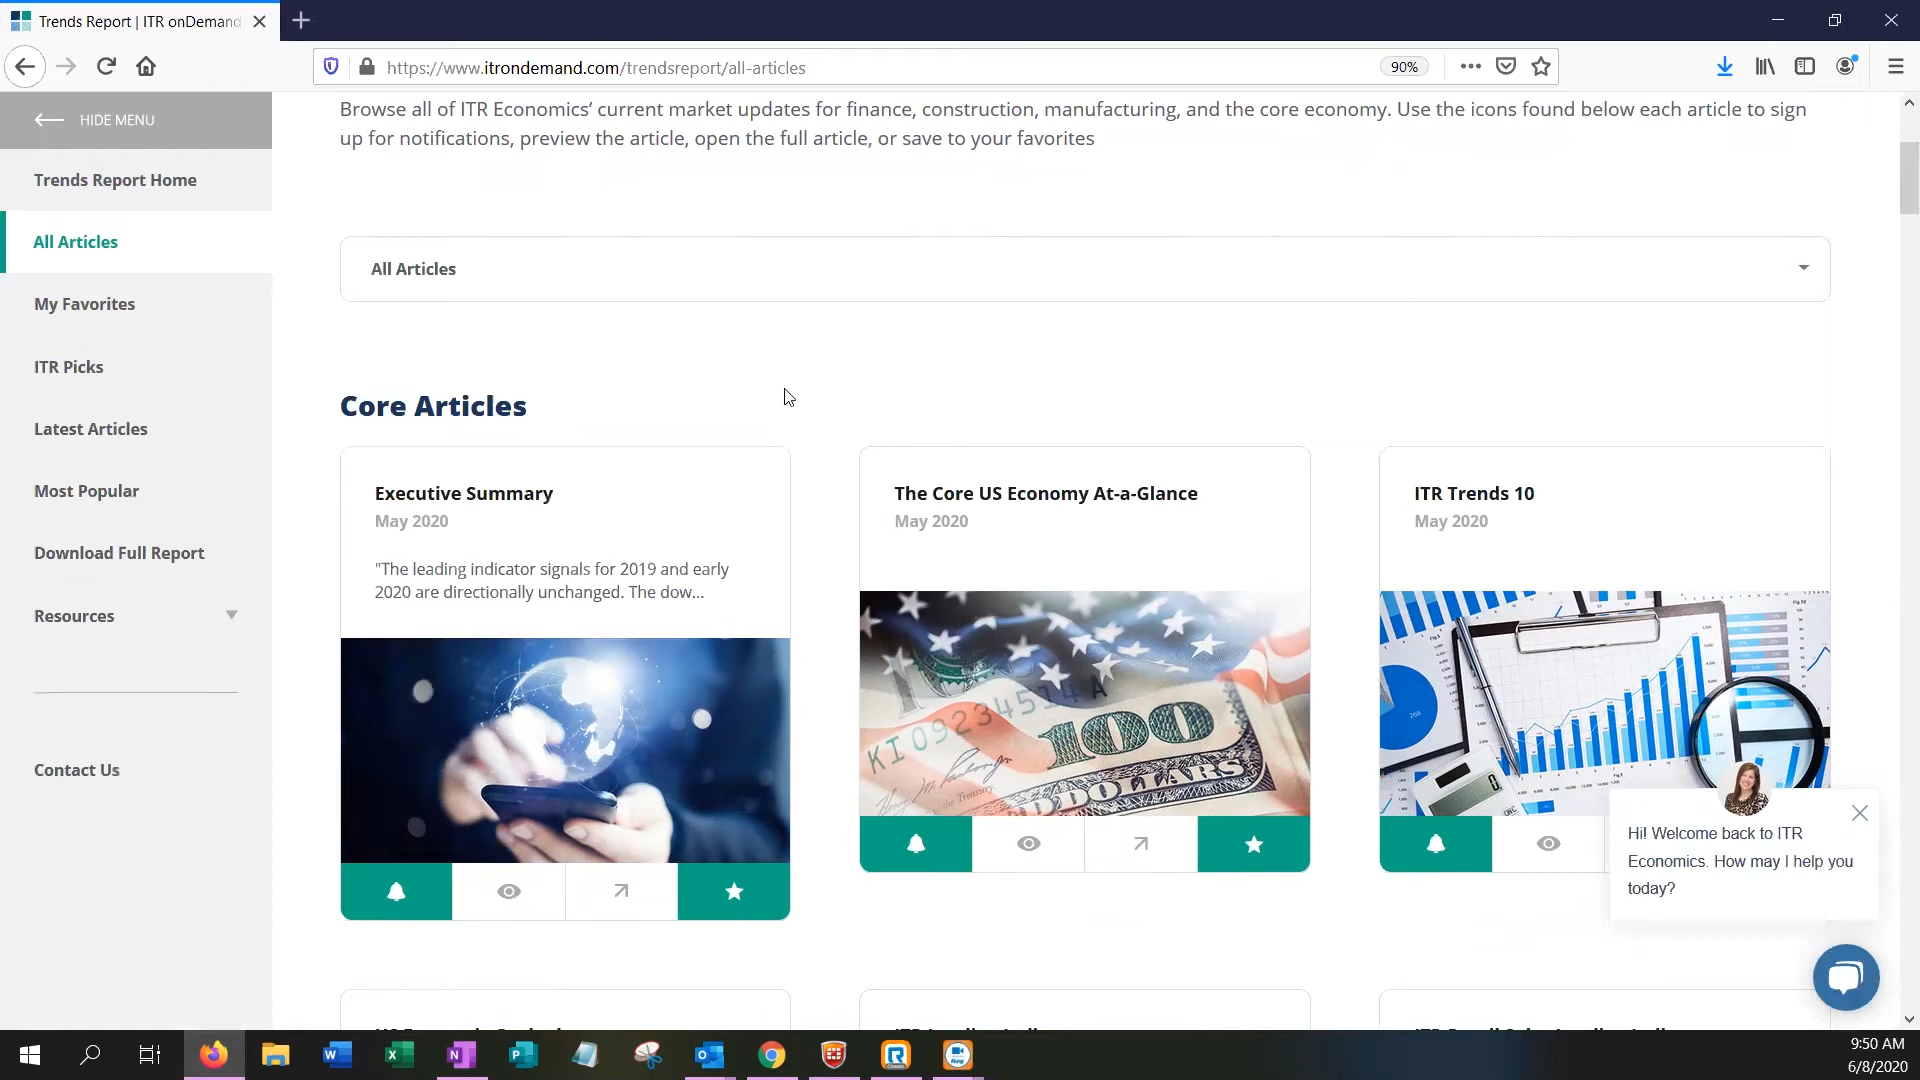 Trends Report | ITR onDemand
https://www.itrondemand.com/trendsreport/all-articles
90%
HIDE MENU
Trends Report Home
All Articles
My Favorites
ITR Picks
Latest Articles
Most Popular
Download Full Report
Resources
Contact Us
Browse all of ITR Economics’ current market updates for finance, construction, manufacturing, and the core economy. Use the icons found below each article to sign
up for notifications, preview the article, open the full article, or save to your favorites
All Articles
Core Articles
Executive Summary
May 2020
"The leading indicator signals for 2019 and early
2020 are directionally unchanged. The dow...
The Core US Economy At-a-Glance
May 2020
KI 0923451
100
DOLLARS
ITR Trends 10
May 2020
Hi! Welcome back to ITR
Economics. How may I help you
today?
9:50 AM
6/8/2020